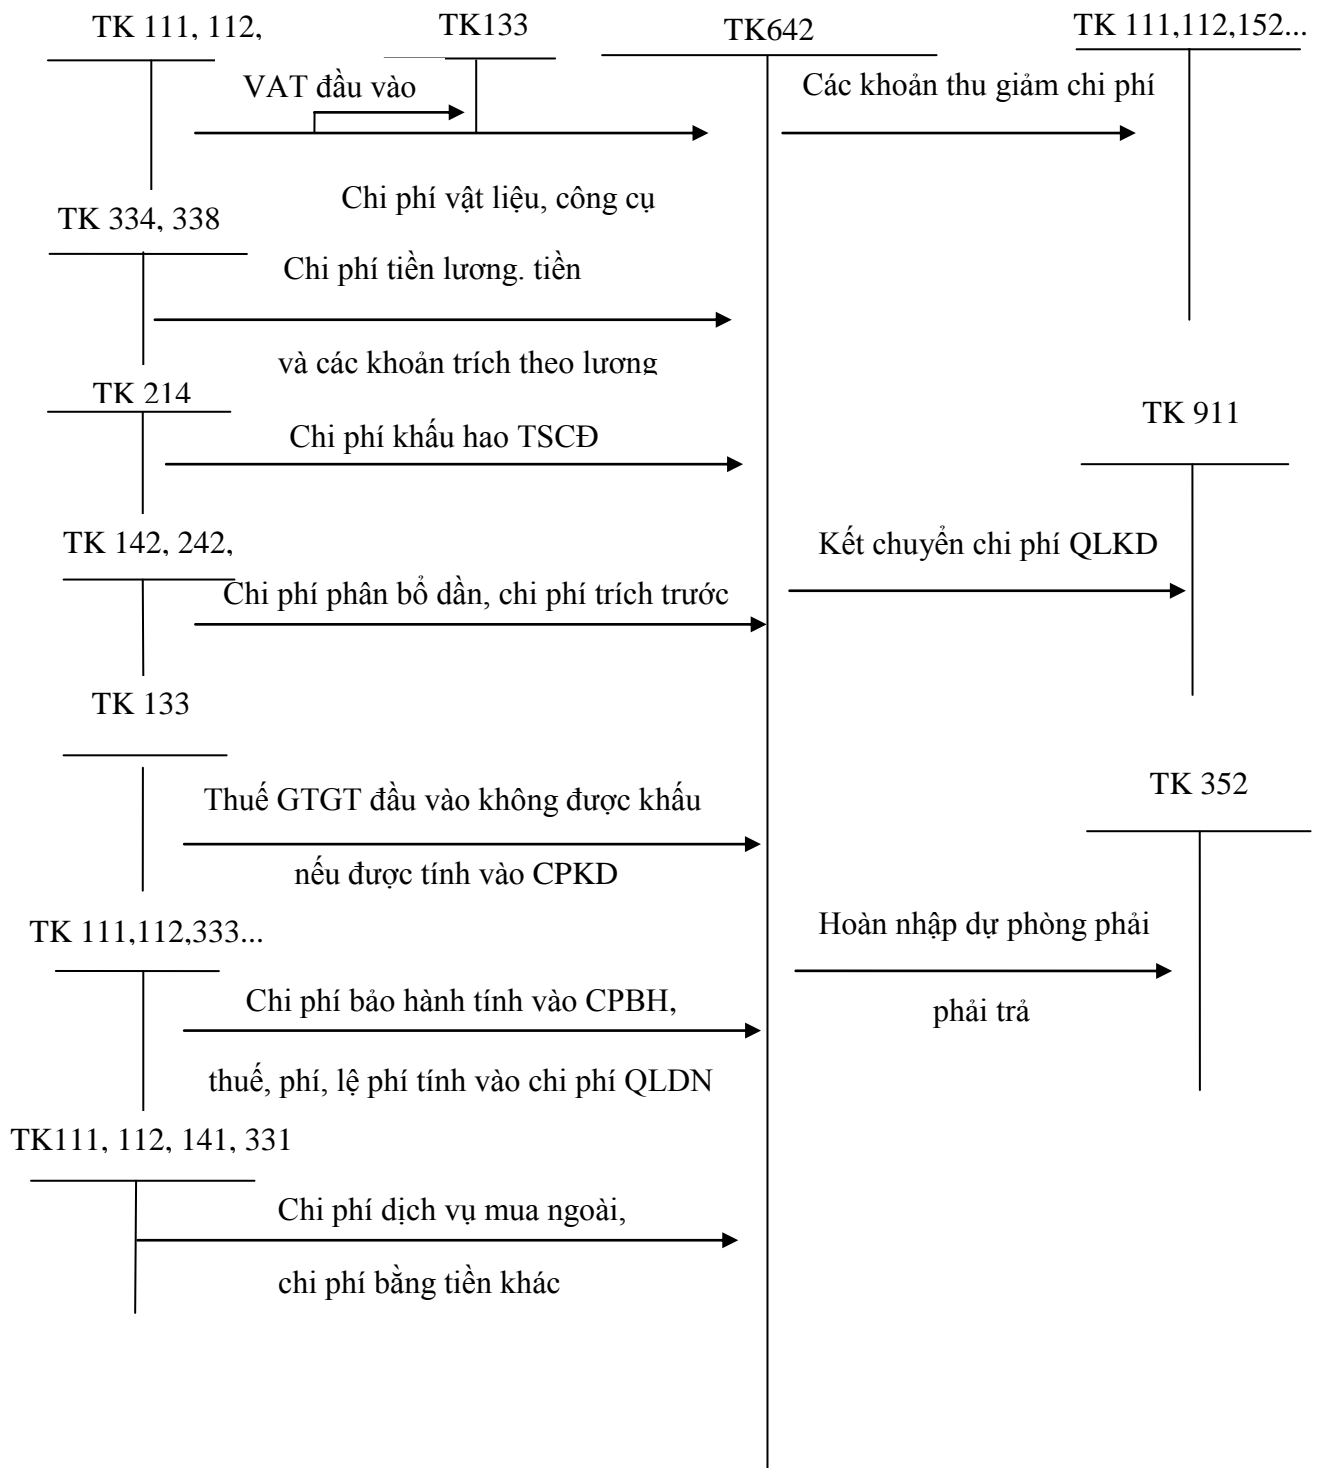 TK 111, 112,
TK133
TK642
TK 111,112,152...
VAT đầu vào
Các khoản thu giảm chi phí
Chi phí vật liệu, công cụ
TK 334, 338
Chi phí tiền lương. tiền
và các khoản trích theo lương
TK 214
TK 911
Chi phí khấu hao TSCĐ
TK 142, 242,
Kết chuyển chi phí QLKD
Chi phí phân bổ dần, chi phí trích trước
TK 133
TK 352
Thuế GTGT đầu vào không được khấu
nếu được tính vào CPKD
TK 111,112,333...
Hoàn nhập dự phòng phải
phải trả
Chi phí bảo hành tính vào CPBH,
thuế, phí, lệ phí tính vào chi phí QLDN
TK111, 112, 141, 331
Chi phí dịch vụ mua ngoài,
chi phí bằng tiền khác